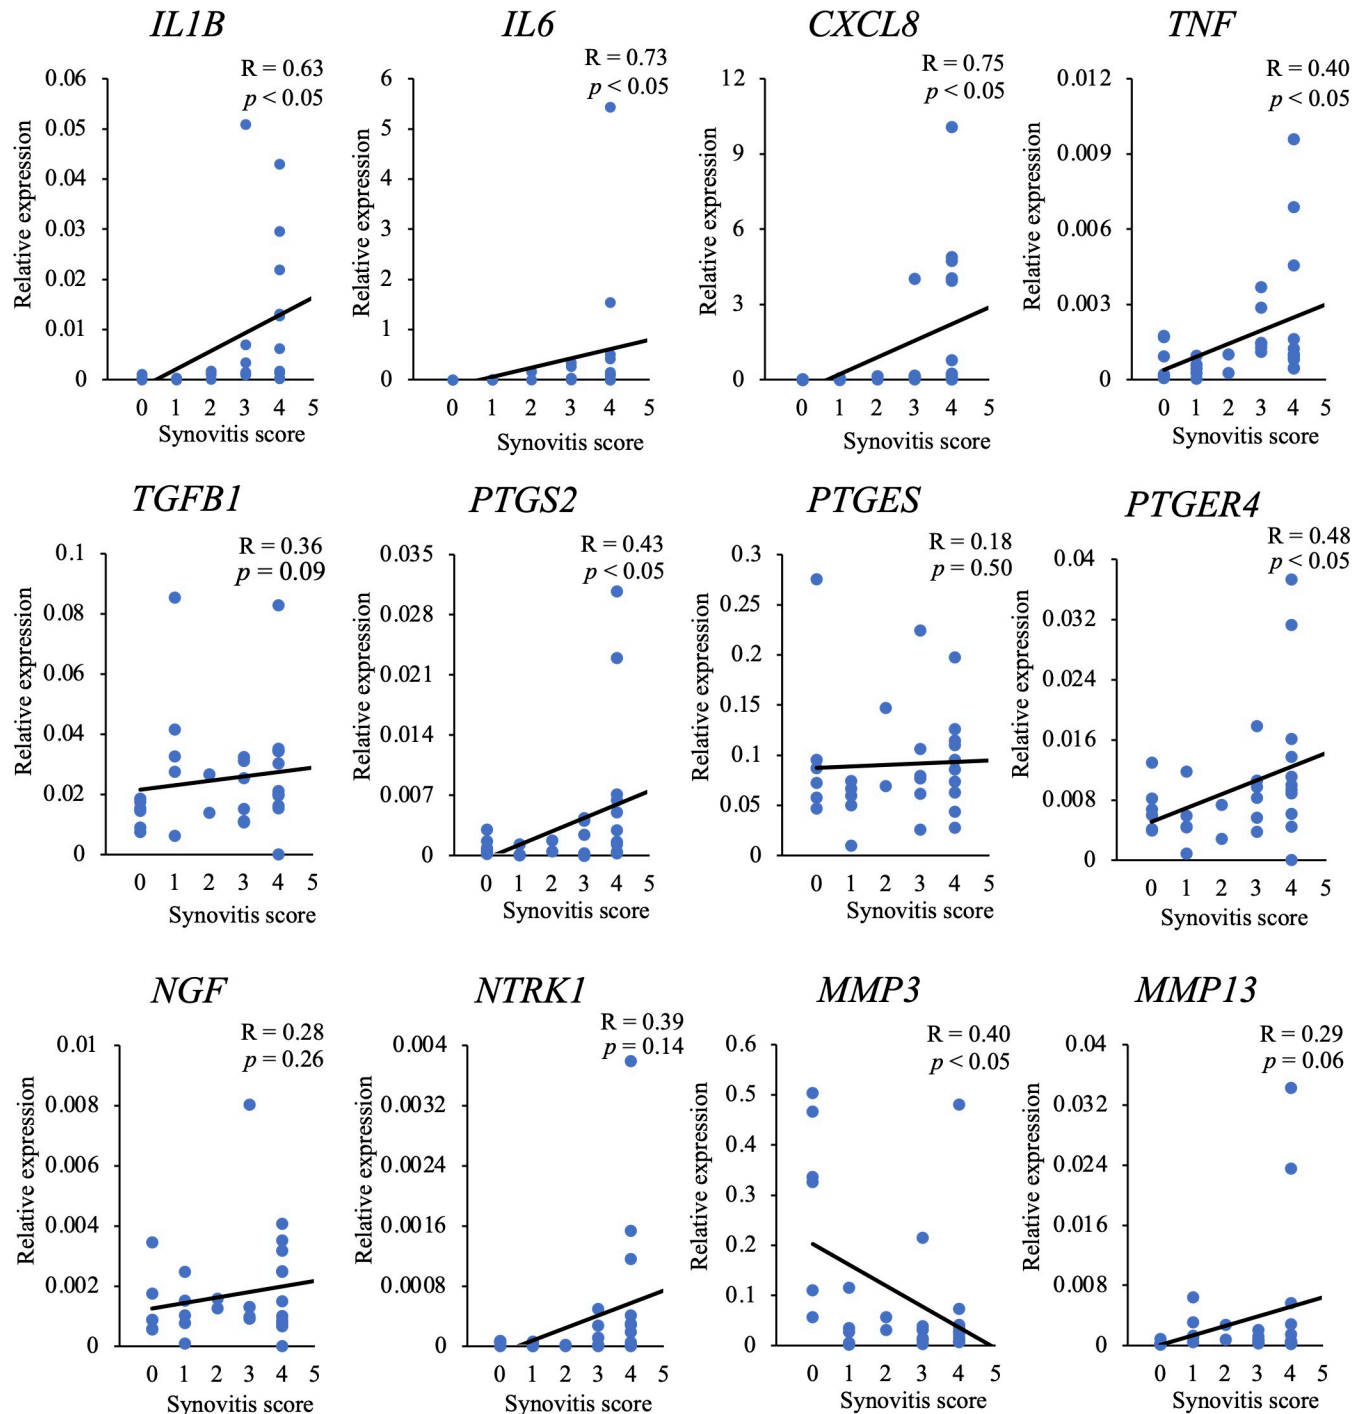 IL1B
R = 0.63
p < 0.05
Relative expression
0.06
0.05
0.04
0.03
0.02
0.01
0
0 1 2 3 4 5
Synovitis score
IL6
R = 0.73
p < 0.05
Relative expression
6
5
4
3
2
1
0
0 1 2 3 4 5
Synovitis score
CXCL8
R = 0.75
p < 0.05
Relative expression
12
9
6
3
0
0 1 2 3 4 5
Synovitis score
TNF
R = 0.40
p < 0.05
Relative expression
0.012
0.009
0.006
0.003
0
0 1 2 3 4 5
Synovitis score
TGFB1
R = 0.36
p = 0.09
Relative expression
0.1
0.08
0.06
0.04
0.02
0
0 1 2 3 4 5
Synovitis score
PTGS2
R = 0.43
p < 0.05
Relative expression
0.035
0.028
0.021
0.014
0.007
0
0 1 2 3 4 5
Synovitis score
PTGES
R = 0.18
p = 0.50
Relative expression
0.3
0.25
0.2
0.15
0.1
0.05
0
0 1 2 3 4 5
Synovitis score
PTGER4
R = 0.48
p < 0.05
Relative expression
0.04
0.032
0.024
0.016
0.008
0
0 1 2 3 4 5
Synovitis score
NGF
R = 0.28
p = 0.26
Relative expression
0.01
0.008
0.006
0.004
0.002
0
0 1 2 3 4 5
Synovitis score
NTRK1
R = 0.39
p = 0.14
Relative expression
0.004
0.0032
0.0024
0.0016
0.0008
0
0 1 2 3 4 5
Synovitis score
MMP3
R = 0.40
p < 0.05
Relative expression
0.6
0.5
0.4
0.3
0.2
0.1
0
0 1 2 3 4 5
Synovitis score
MMP13
R = 0.29
p = 0.06
Relative expression
0.04
0.032
0.024
0.016
0.008
0
0 1 2 3 4 5
Synovitis score